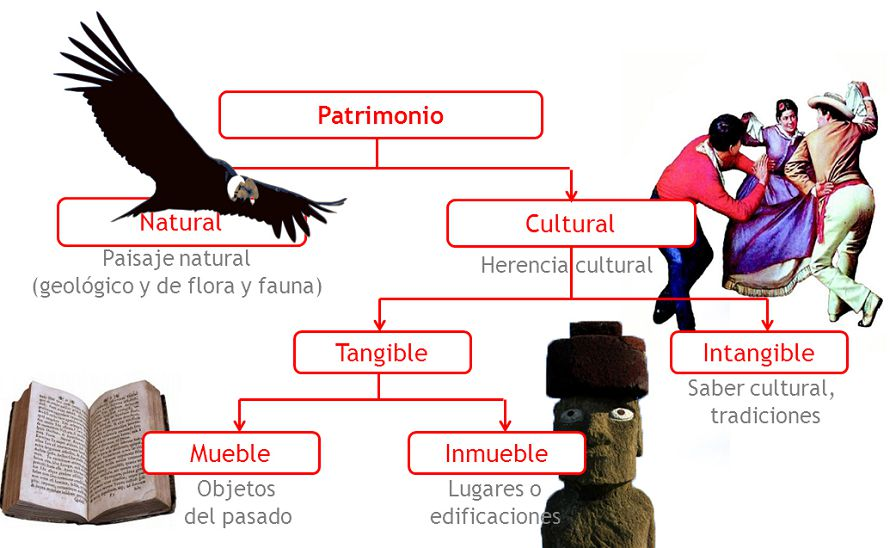 Patrimonio
Natural
Cultural
Paisaje natural
(geológico y de flora y fauna)
Herencia cultural
Tangible
Intangible
Saber cultural,
tradiciones
Mueble
Inmueble
Objetos
del pasado
Lugares o
edificaciones